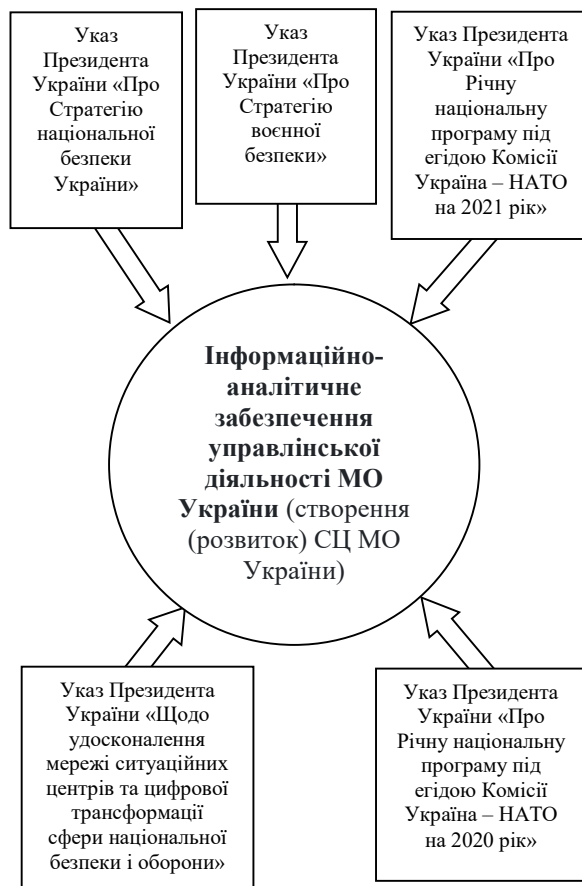 Указ
Президента
України «Про
Стратегію
національної
безпеки
України»
Указ
Президента
України «Про
Стратегію
воєнної
безпеки»
Указ Президента
України «Про
Річну
національну
програму під
егідою Комісії
Україна – НАТО
на 2021 рік»
Інформаційно-
аналітичне
забезпечення
управлінської
діяльності МО
України (створення
(розвиток) СЦ МО
України)
Указ Президента
України «Щодо
удосконалення
мережі ситуаційних
центрів та цифрової
трансформації
сфери національної
безпеки і оборони»
Указ Президента
України «Про
Річну національну
програму під
егідою Комісії
Україна – НАТО
на 2020 рік»